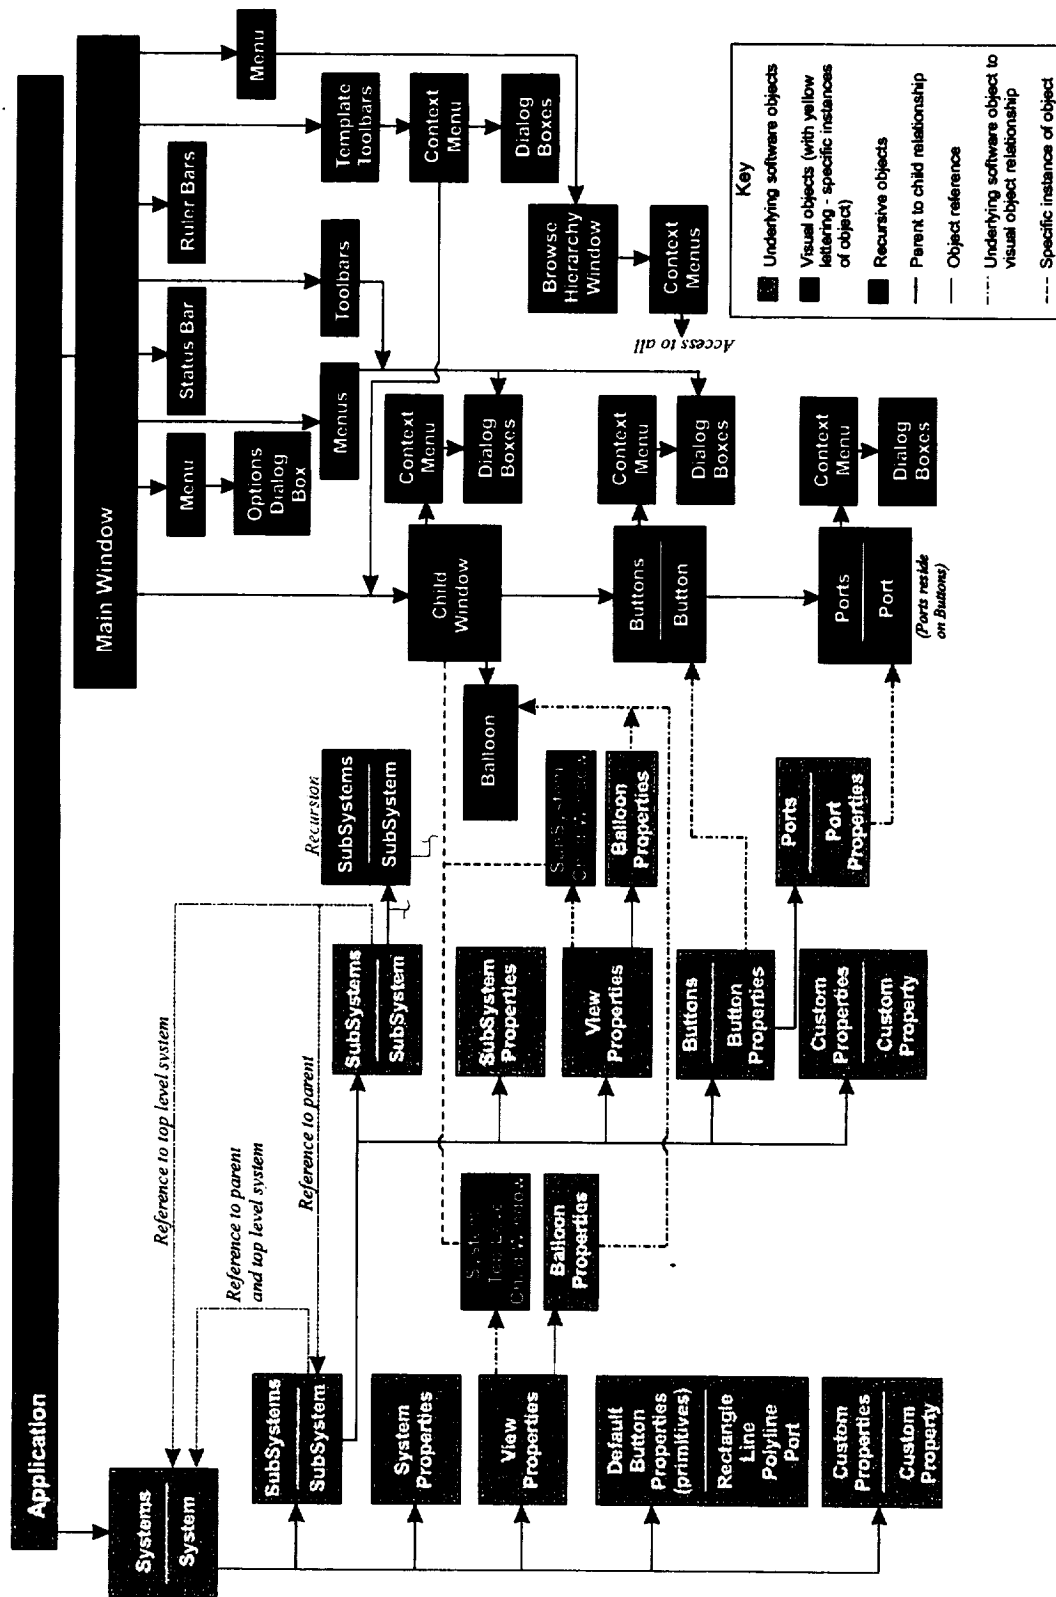 Application
Main Window
Menu
Options
Dialog
Box
Status Bar
Menus
Ruler Bars
Toolbars
Template
Toolbars
Context
Menu
Dialog
Boxes
Menu
Browse
Hierarchy
Window
Context
Menus
Access to all
Child
Window
Context
Menu
Dialog
Boxes
Balloon
Buttons
Button
Context
Menu
Dialog
Boxes
Ports
Port
(Ports reside
on Buttons)
Context
Menu
Dialog
Boxes
Systems
System
Reference to top level system
Reference to parent
and top level system
Reference to parent
SubSystems
SubSystem
System
Properties
View
Properties
System
Balloon
Properties
Default
Button
Properties
(primitives)
Rectangle
Line
Polyline
Port
Custom
Properties
Custom
Property
SubSystems
SubSystem
Recursion
SubSystems
SubSystem
SubSystem
Properties
View
Properties
SubSystem
Balloon
Properties
Buttons
Button
Properties
Ports
Port
Properties
Custom
Properties
Custom
Property
Key
Underlying software objects
Visual objects (with yellow
lettering - specific instances
of object)
Recursive objects
Parent to child relationship
Object reference
Underlying software object to
visual object relationship
Specific instance of object